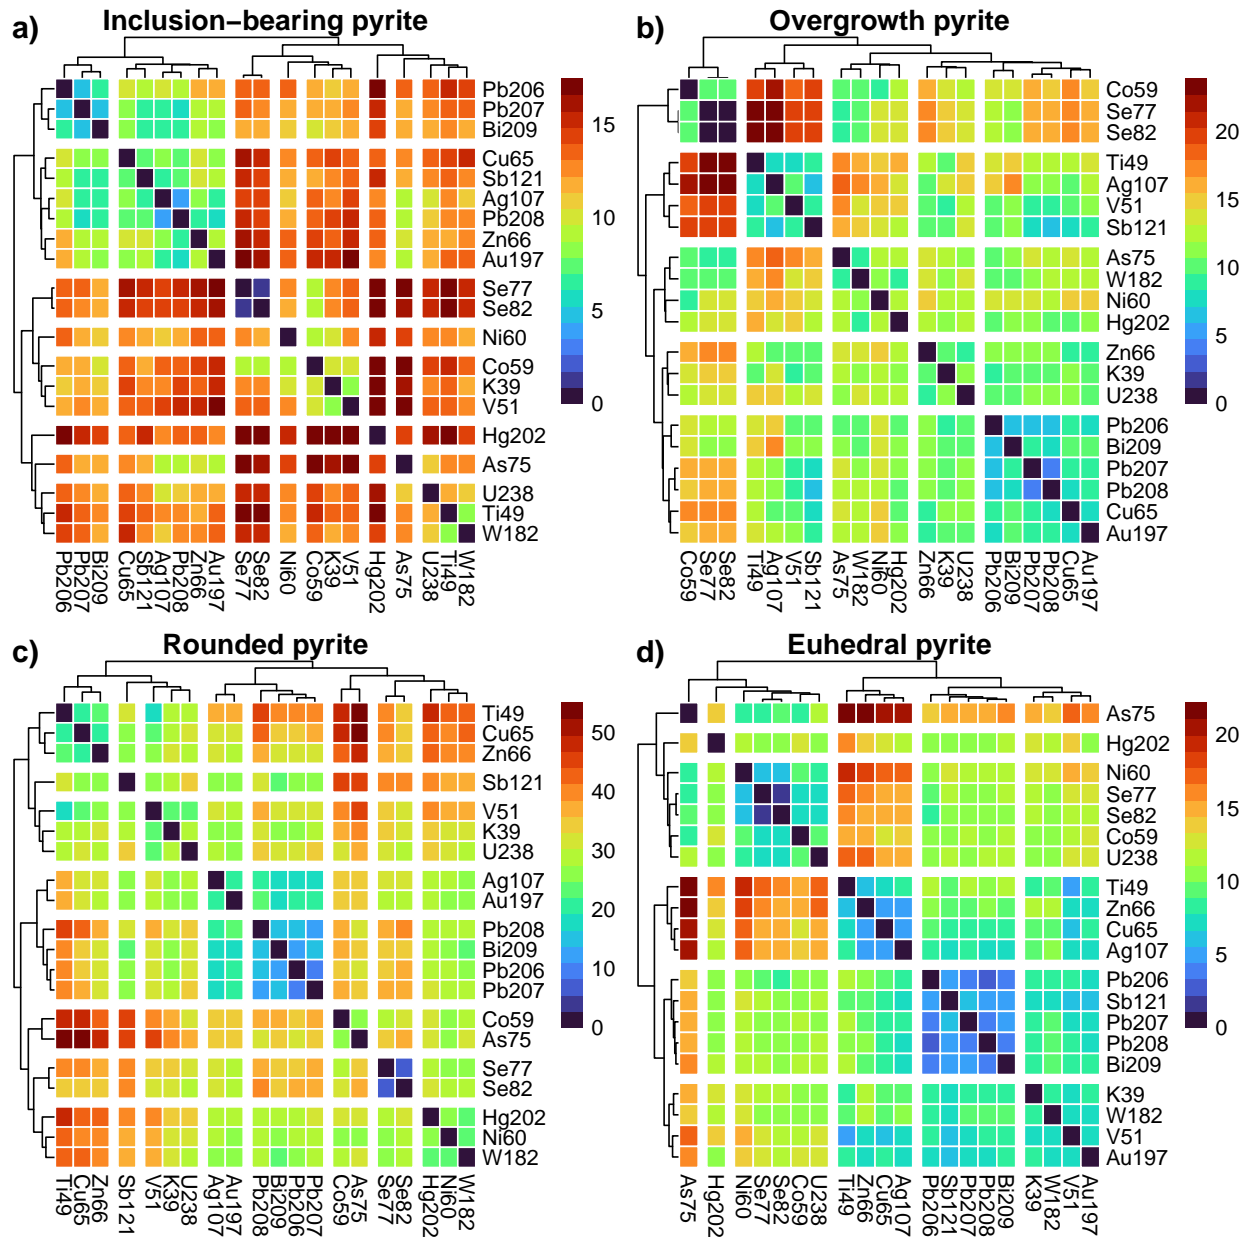 a)
Inclusion−bearing pyrite
Pb206
Pb207
Bi209
Cu65
Sb121
Ag107
Pb208
Zn66
Au197
Se77
Se82
Ni60
Co59
K39
V51
Hg202
As75
U238
Ti49
W182
Pb206
Pb207
Bi209
Cu65
Sb121
Ag107
Pb208
Zn66
Au197
Se77
Se82
Ni60
Co59
K39
V51
Hg202
As75
U238
Ti49
W182
15
10
5
0
b)
Overgrowth pyrite
Co59
Se77
Se82
Ti49
Ag107
V51
Sb121
As75
W182
Ni60
Hg202
Zn66
K39
U238
Pb206
Bi209
Pb207
Pb208
Cu65
Au197
Co59
Se77
Se82
Ti49
Ag107
V51
Sb121
As75
W182
Ni60
Hg202
Zn66
K39
U238
Pb206
Bi209
Pb207
Pb208
Cu65
Au197
20
15
10
5
0
c)
Rounded pyrite
Ti49
Cu65
Zn66
Sb121
V51
K39
U238
Ag107
Au197
Pb208
Bi209
Pb206
Pb207
Co59
As75
Se77
Se82
Hg202
Ni60
W182
Ti49
Cu65
Zn66
Sb121
V51
K39
U238
Ag107
Au197
Pb208
Bi209
Pb206
Pb207
Co59
As75
Se77
Se82
Hg202
Ni60
W182
50
40
30
20
10
0
d)
Euhedral pyrite
As75
Hg202
Ni60
Se77
Se82
Co59
U238
Ti49
Zn66
Cu65
Ag107
Pb206
Sb121
Pb207
Pb208
Bi209
K39
W182
V51
Au197
As75
Hg202
Ni60
Se77
Se82
Co59
U238
Ti49
Zn66
Cu65
Ag107
Pb206
Sb121
Pb207
Pb208
Bi209
K39
W182
V51
Au197
20
15
10
5
0